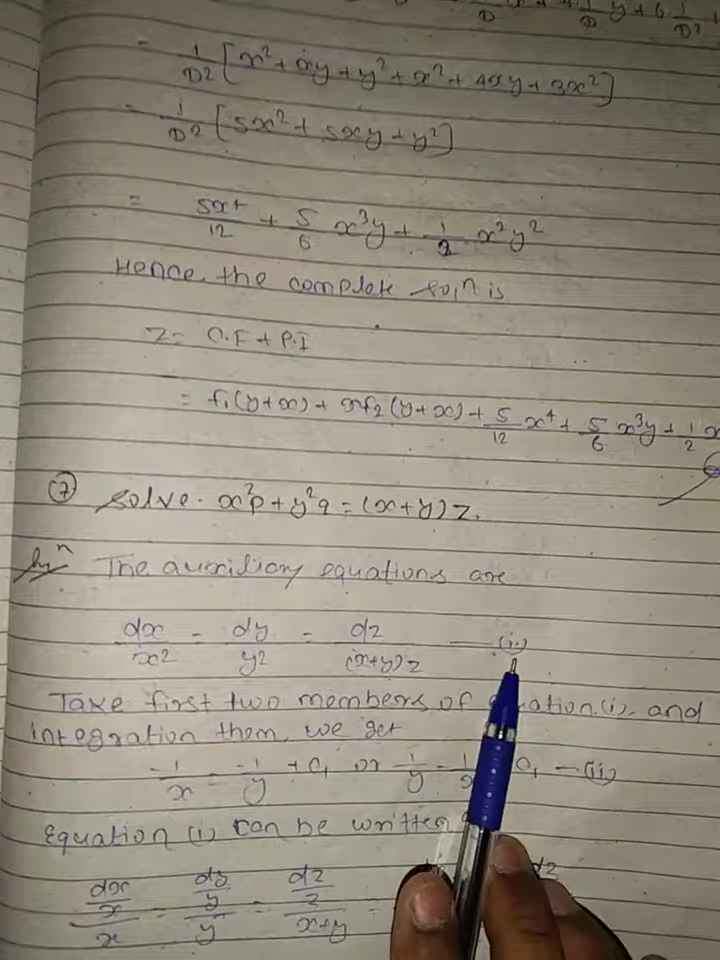 = 1/D² [x² + xy + y² + x² + 4xy + 3x²]
= 1/D² [5x² + 5xy + y²]
= 5x⁴/12 + 5/6 x³y + 1/2 x²y²
Hence, the complete so,n is
Z = C.F + P.I
= f₁(y+x) + xf₂(y+x) + 5/12 x⁴ + 5/6 x³y + 1/2 x
(7) solve. x²p + y²q = (x+y)z.
Solⁿ The auxiliary equations are
dx/x² = dy/y² = dz/(x+y)z — (i)
Take first two members of equation (i). and
integration them, we get
-1/x = -1/y + C₁ or 1/y - 1/x C₁ — (ii)
Equation (i) can be written
dx/x/x = dy/y/y = dz/z/x+y = dz